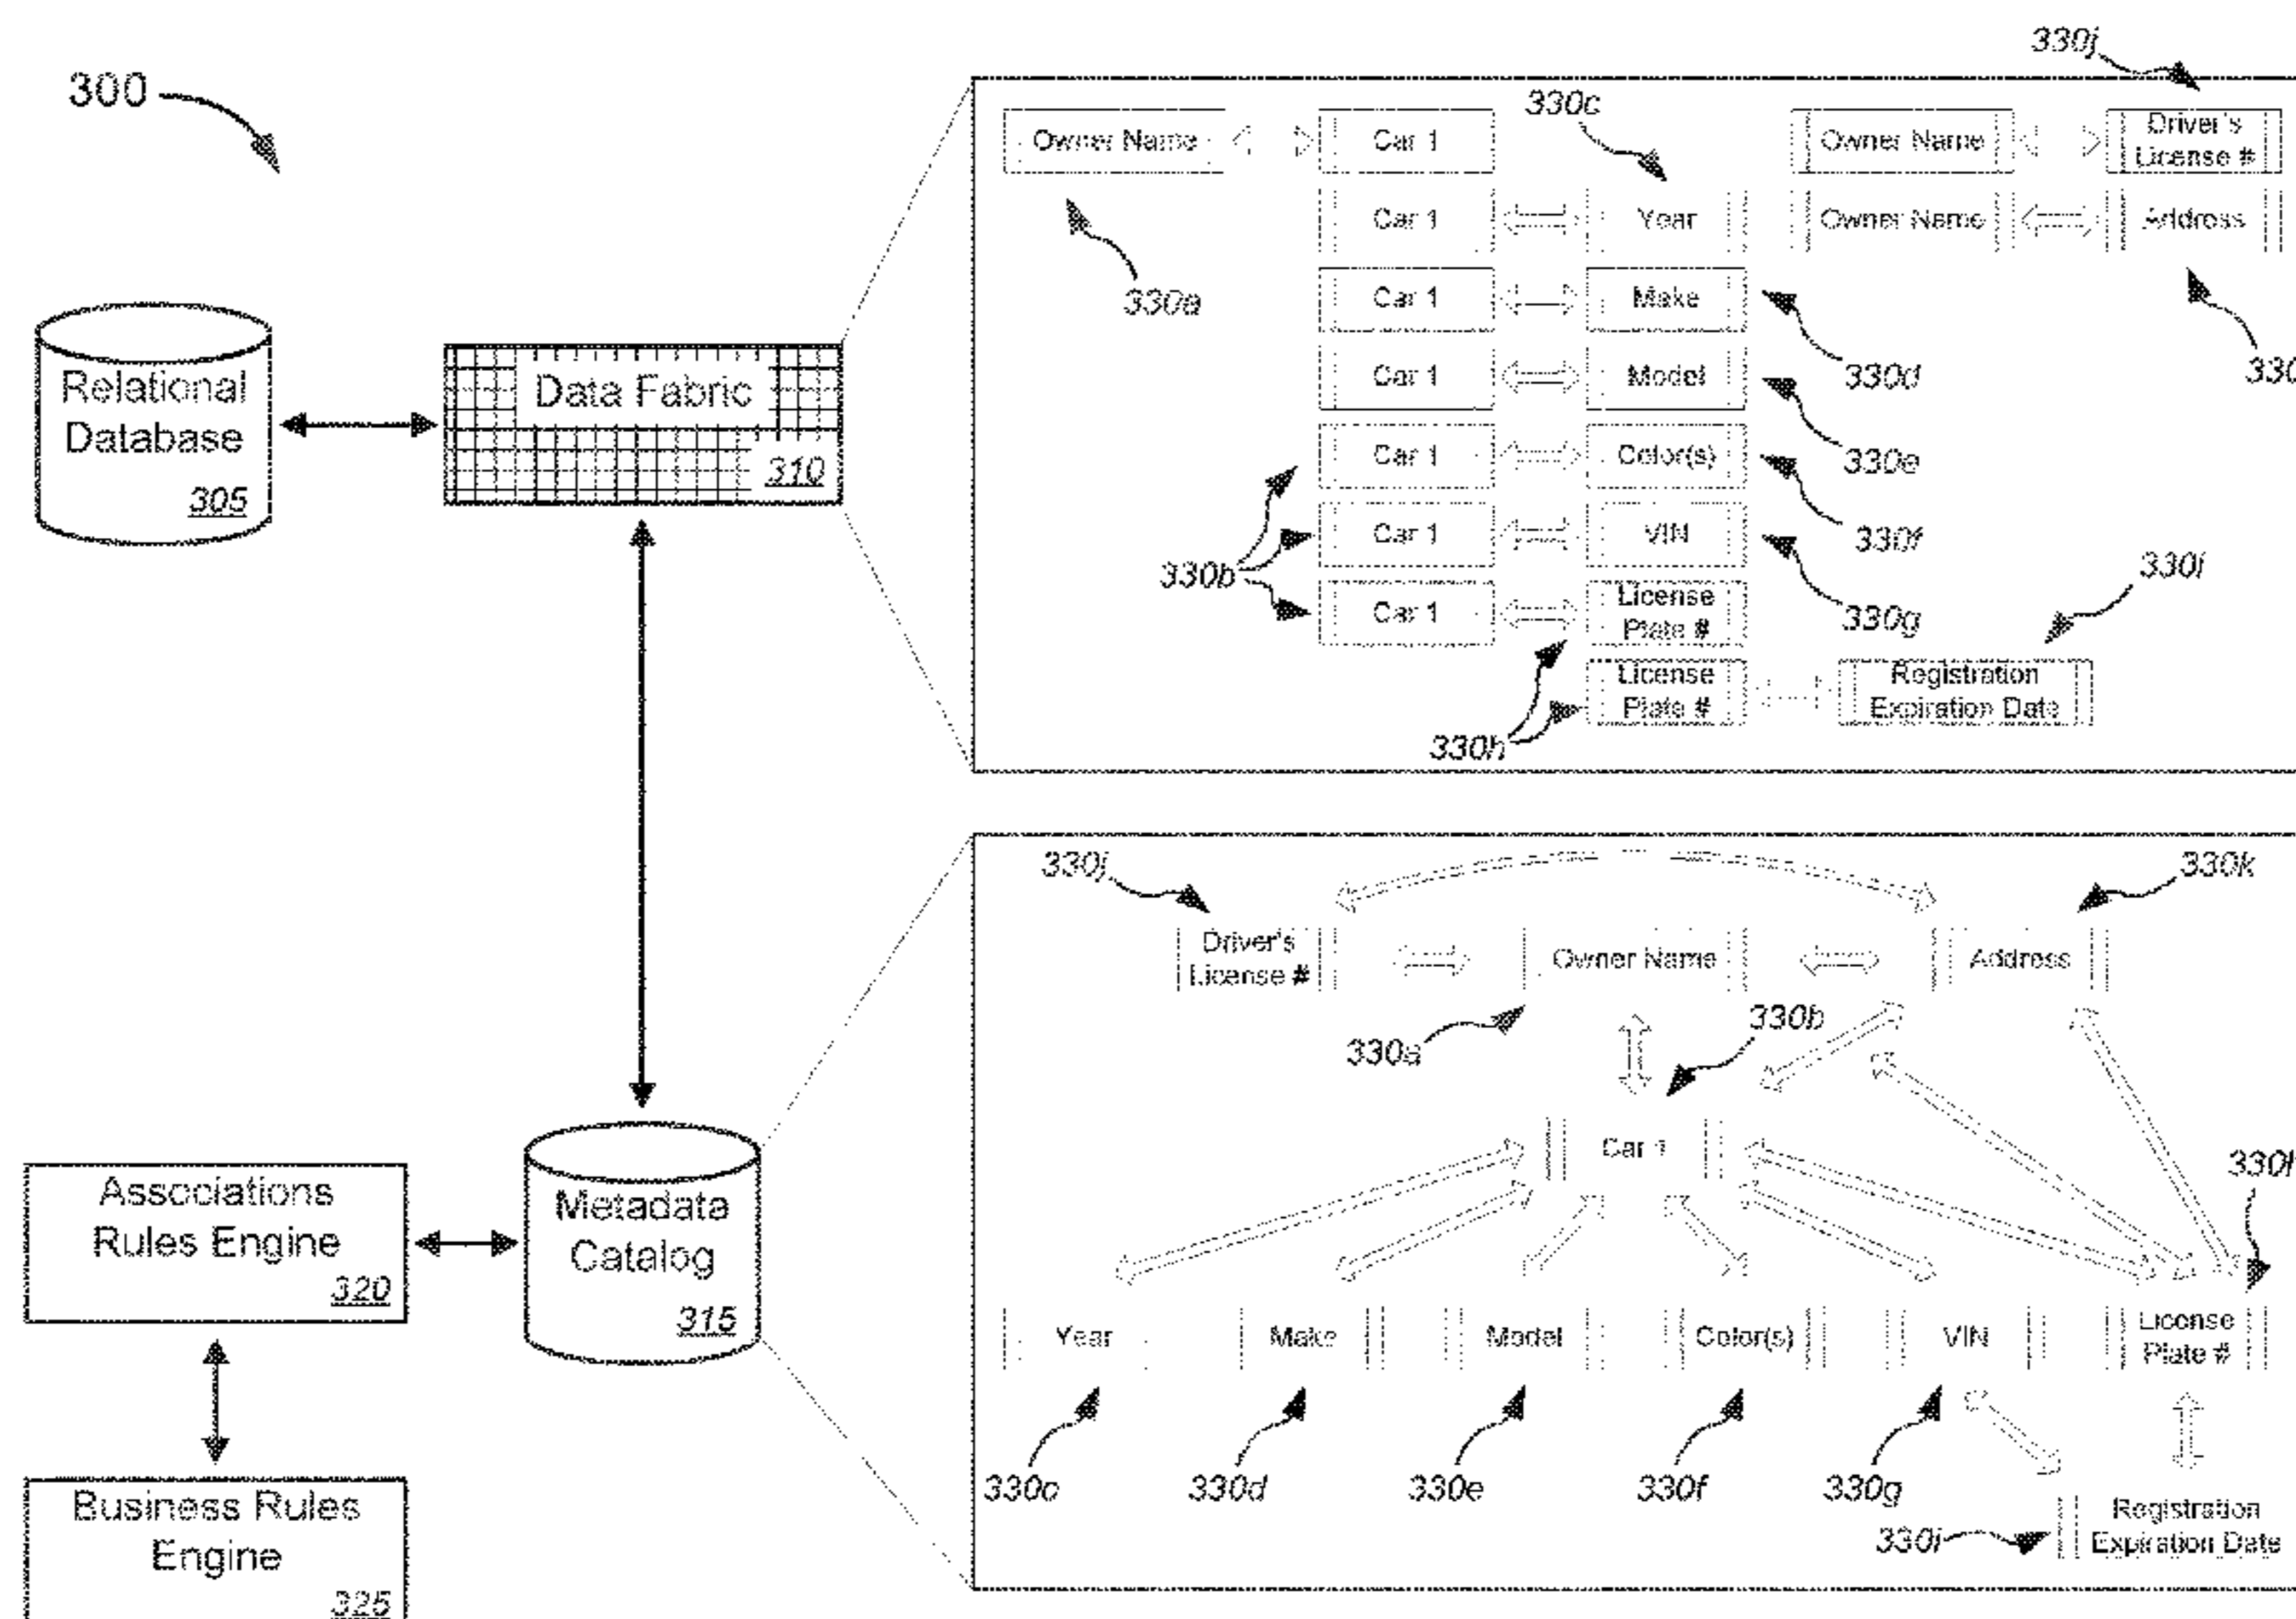 300
Relational
Database
305
Data Fabric
310
Associations
Rules Engine
320
Metadata
Catalog
315
Business Rules
Engine
325
330j
330c
Owner Name
Car 1
Owner Name
Driver's
License #
Car 1
Year
Owner Name
Address
330a
Car 1
Make
Car 1
Model
330d
Car 1
Color(s)
330e
Car 1
VIN
330f
330b
330i
Car 1
License
Plate #
330g
License
Plate #
Registration
Expiration Date
330h
330j
330k
Driver's
License #
Owner Name
Address
330a
330b
Car 1
330h
Year
Make
Model
Color(s)
VIN
License
Plate #
330c
330d
330e
330f
330g
330i
Registration
Expiration Date